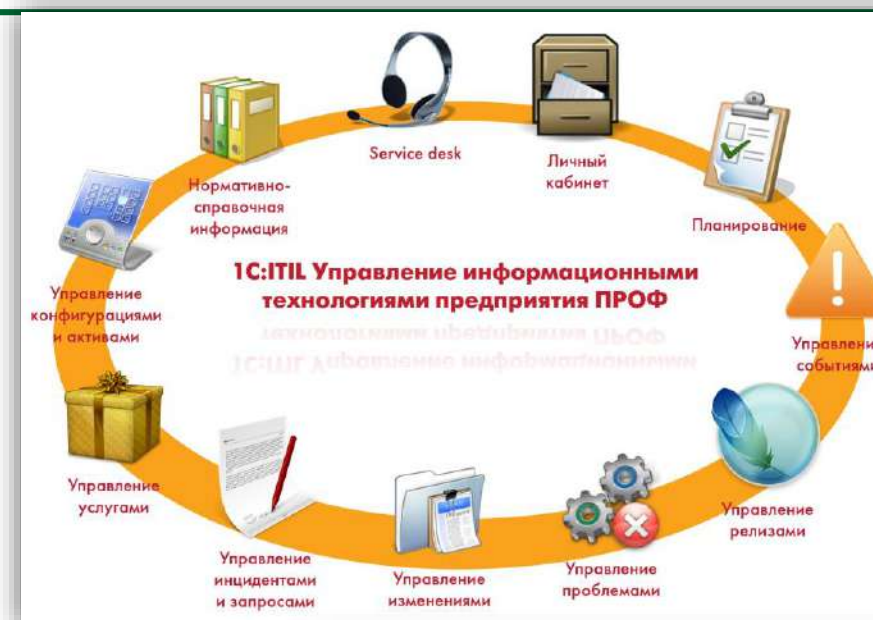 Service desk
Личный
кабинет
Нормативно-
справочная
информация
Планирование
1С:ITIL Управление информационными
технологиями предприятия ПРОФ
Управление
конфигурациями
и активами
Управлени
событиями
Управление
услугами
Управление
релизами
Управление
инцидентами
и запросами
Управление
изменениями
Управление
проблемами